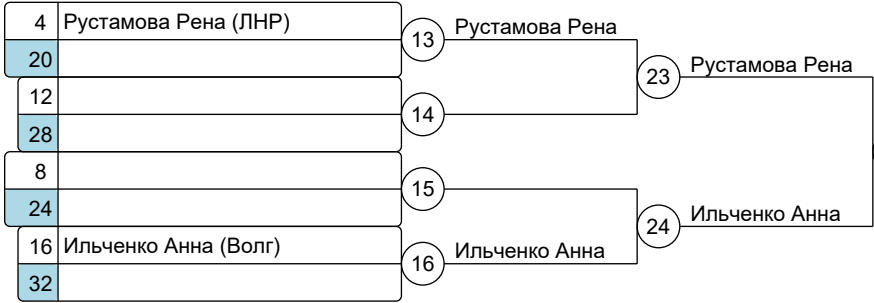 4 Рустамова Рена (ЛНР)
20
13 Рустамова Рена
12
28
14
23 Рустамова Рена
8
24
15
16 Ильченко Анна (Волг)
32
16 Ильченко Анна
24 Ильченко Анна